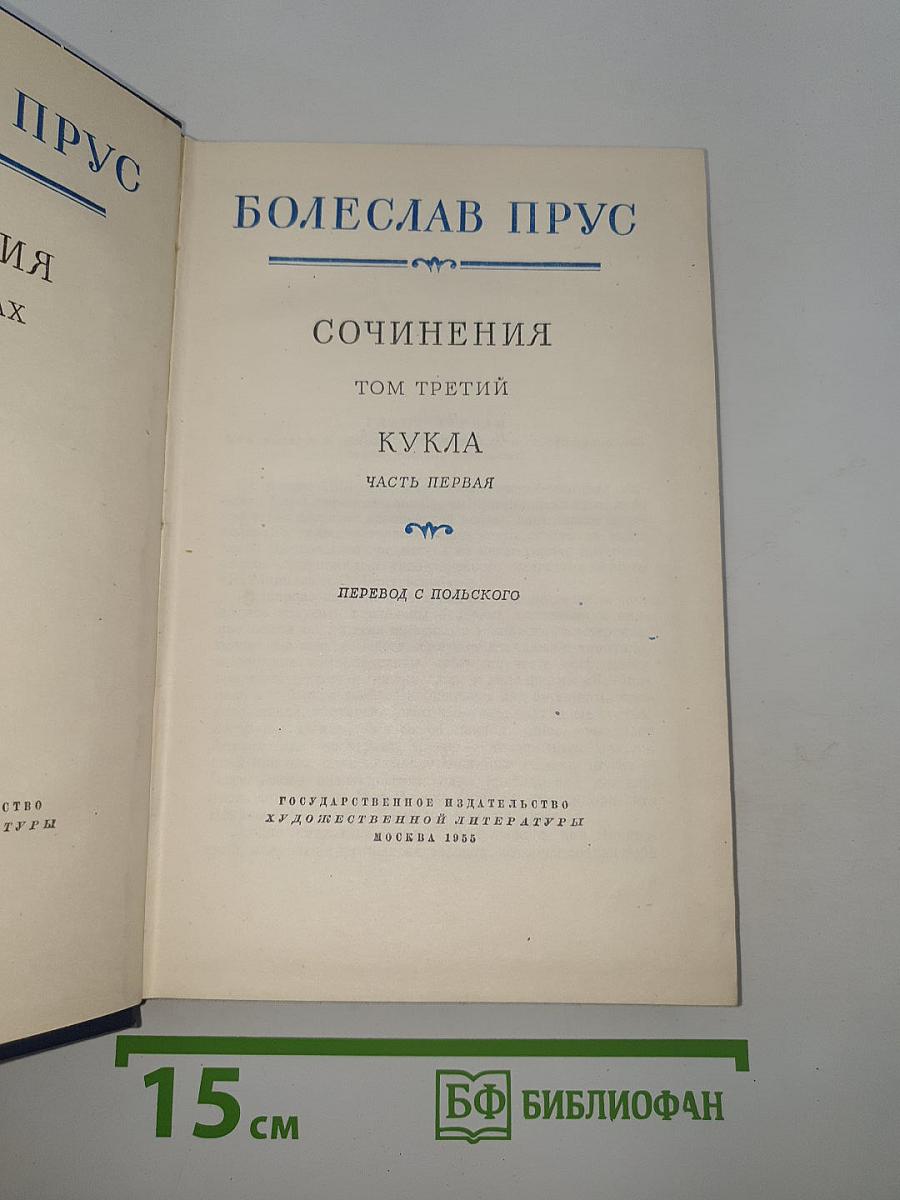 ПРУС
ИЯ
АХ
СТВО
ТУРЫ
БОЛЕСЛАВ ПРУС
СОЧИНЕНИЯ
ТОМ ТРЕТИЙ
КУКЛА
ЧАСТЬ ПЕРВАЯ
ПЕРЕВОД С ПОЛЬСКОГО
ГОСУДАРСТВЕННОЕ ИЗДАТЕЛЬСТВО
ХУДОЖЕСТВЕННОЙ ЛИТЕРАТУРЫ
МОСКВА 1955
15 см
БФ БИБЛИОФАН